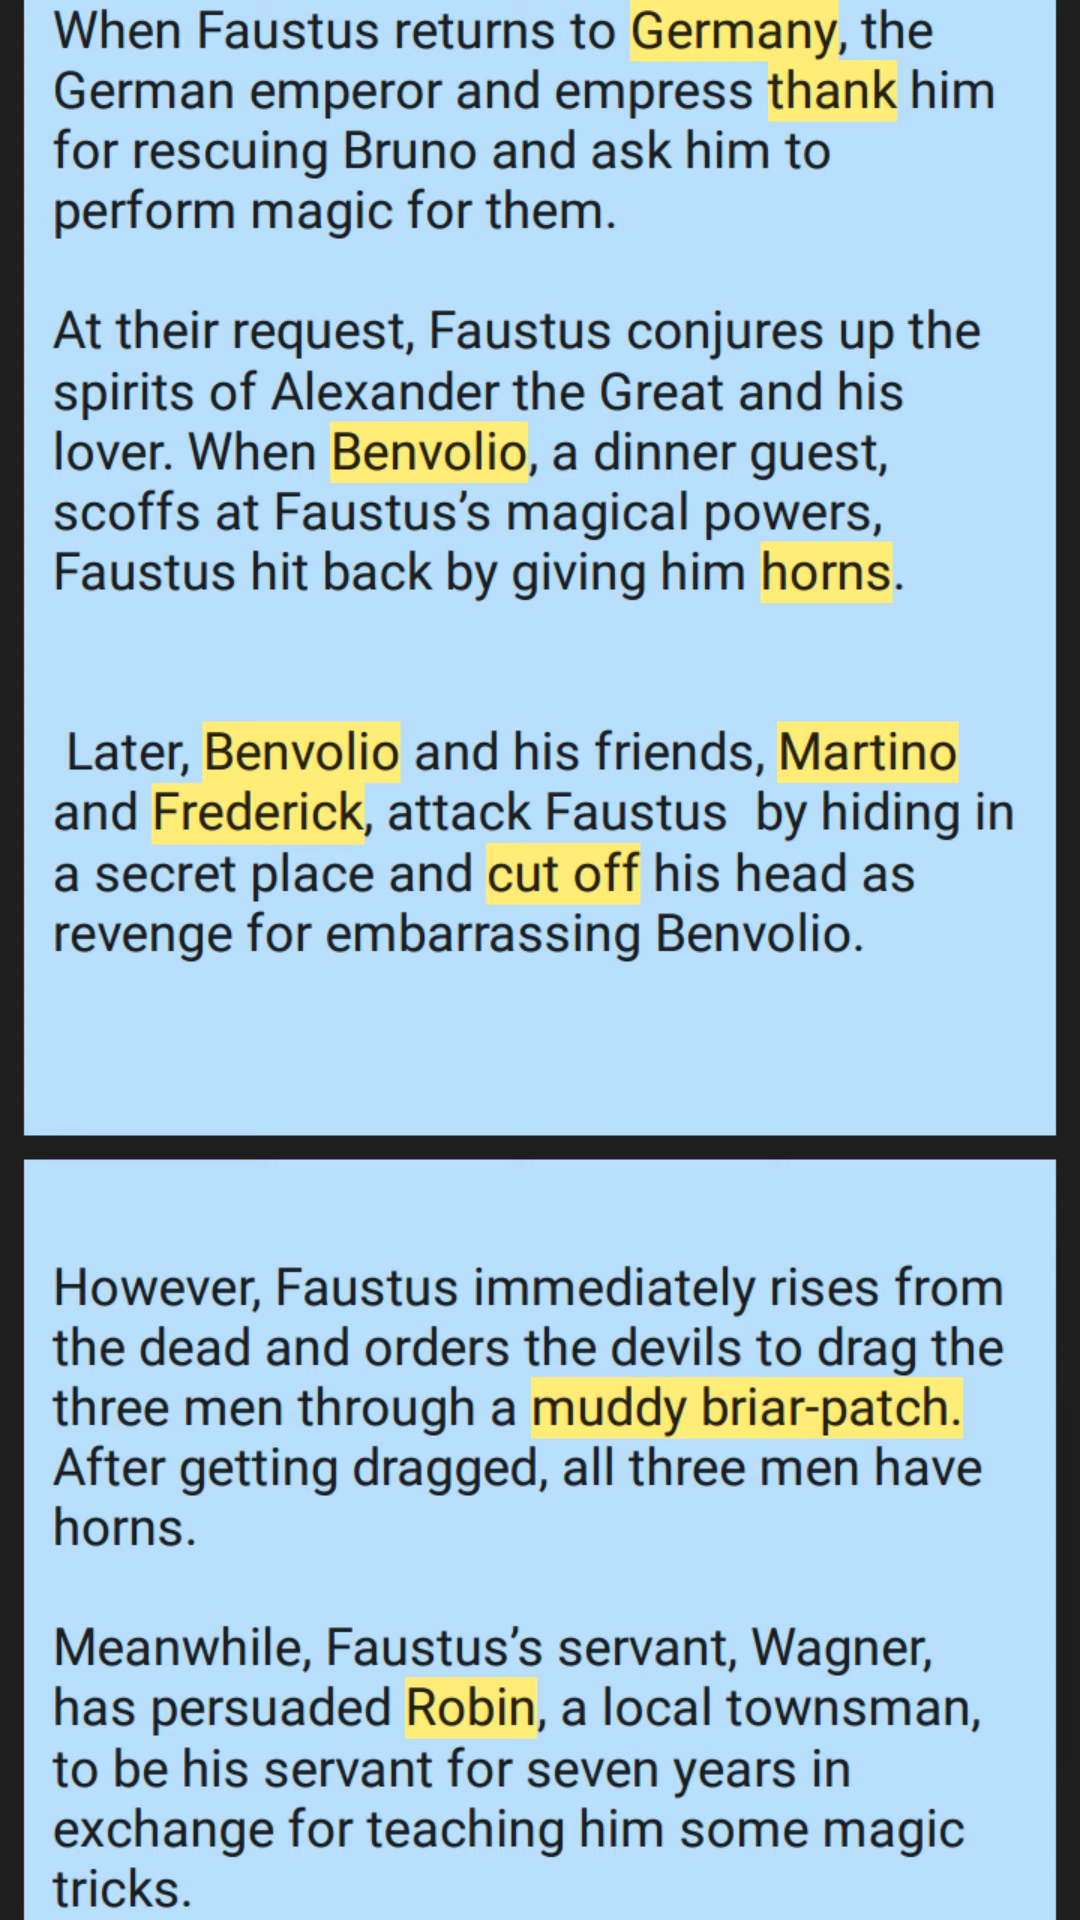 When Faustus returns to Germany, the
German emperor and empress thank him
for rescuing Bruno and ask him to
perform magic for them.
At their request, Faustus conjures up the
spirits of Alexander the Great and his
lover. When Benvolio, a dinner guest,
scoffs at Faustus’s magical powers,
Faustus hit back by giving him horns.
Later, Benvolio and his friends, Martino
and Frederick, attack Faustus  by hiding in
a secret place and cut off his head as
revenge for embarrassing Benvolio.
However, Faustus immediately rises from
the dead and orders the devils to drag the
three men through a muddy briar-patch.
After getting dragged, all three men have
horns.
Meanwhile, Faustus’s servant, Wagner,
has persuaded Robin, a local townsman,
to be his servant for seven years in
exchange for teaching him some magic
tricks.